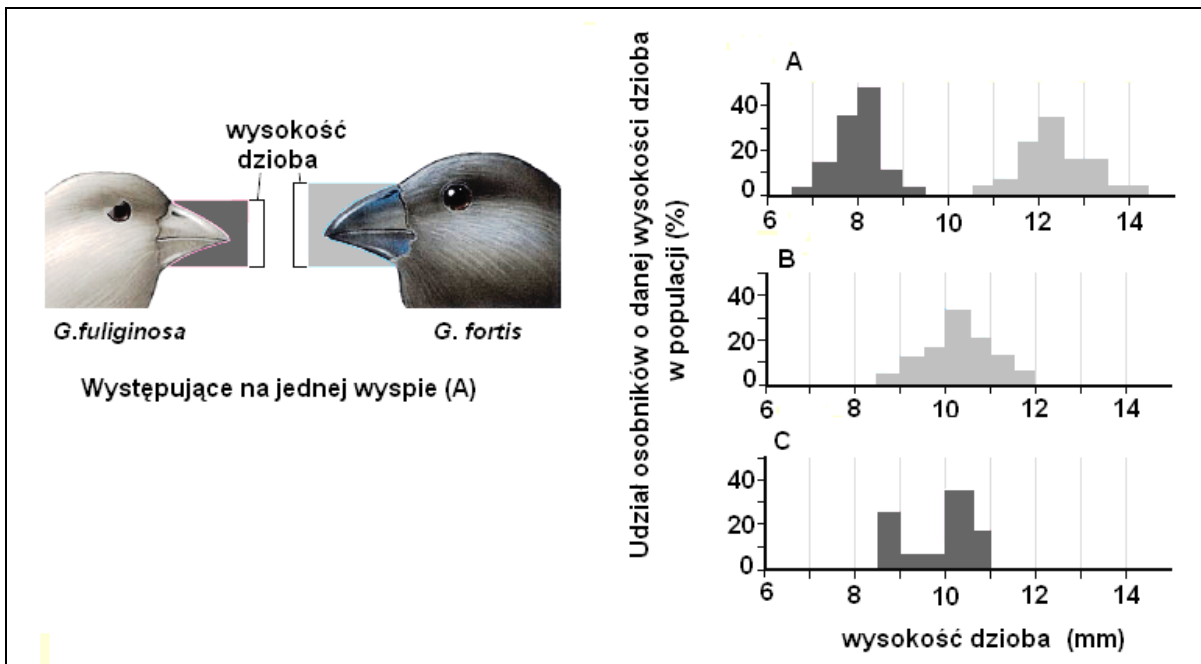 wysokość
dzioba
G.fuliginosa
G. fortis
Występujące na jednej wyspie (A)
Udział osobników o danej wysokości dzioba
w populacji (%)
A
40
20
0
6 8 10 12 14
B
40
20
0
6 8 10 12 14
C
40
20
0
6 8 10 12 14
wysokość dzioba (mm)